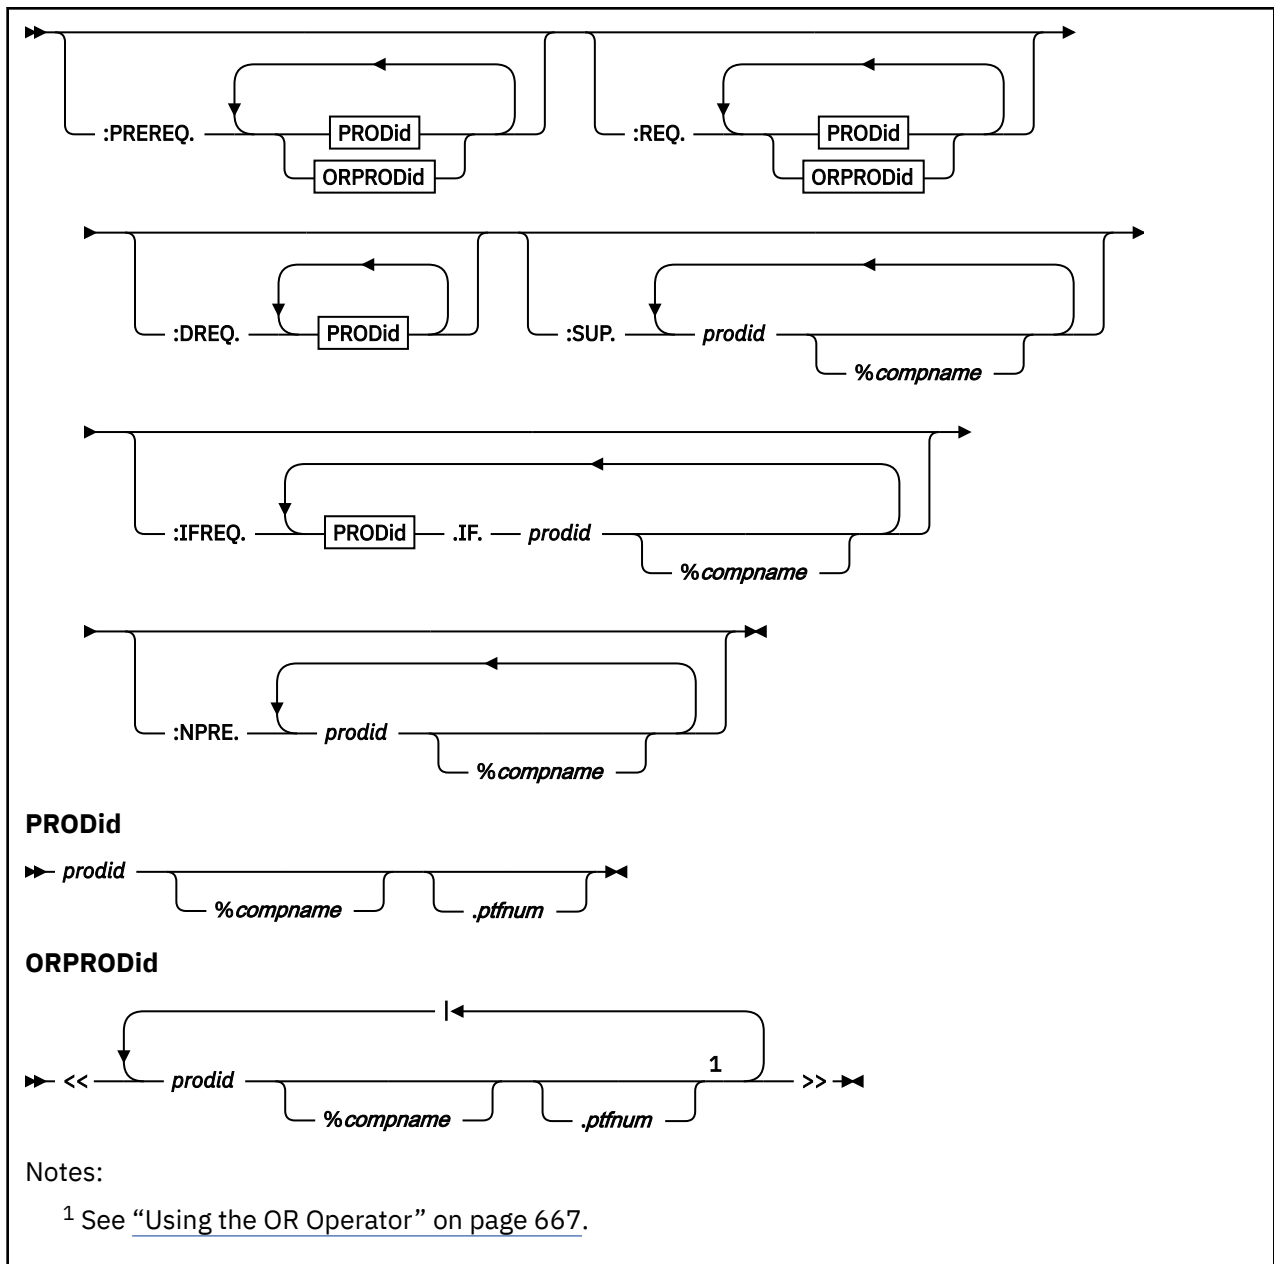 :PREREQ. PRODid :REQ. PRODid
ORPRODid ORPRODid
:DREQ. PRODid :SUP. prodid
%compname
:IFREQ. PRODid .IF. prodid
%compname
:NPRE. prodid
%compname
PRODid
prodid
%compname .ptfnum
ORPRODid
|
<< prodid 1 >>
%compname .ptfnum
Notes:
1 See “Using the OR Operator” on page 667.